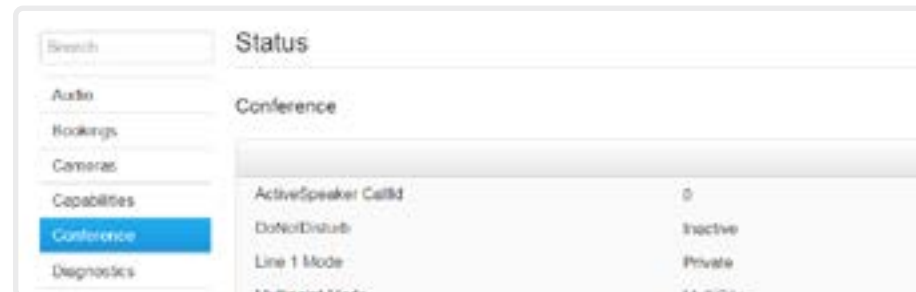 Search
Status
Audio
Bookings
Cameras
Capabilities
Conference
Diagnostics
Conference
ActiveSpeaker CallId 0
DoNotDisturb Inactive
Line 1 Mode Private